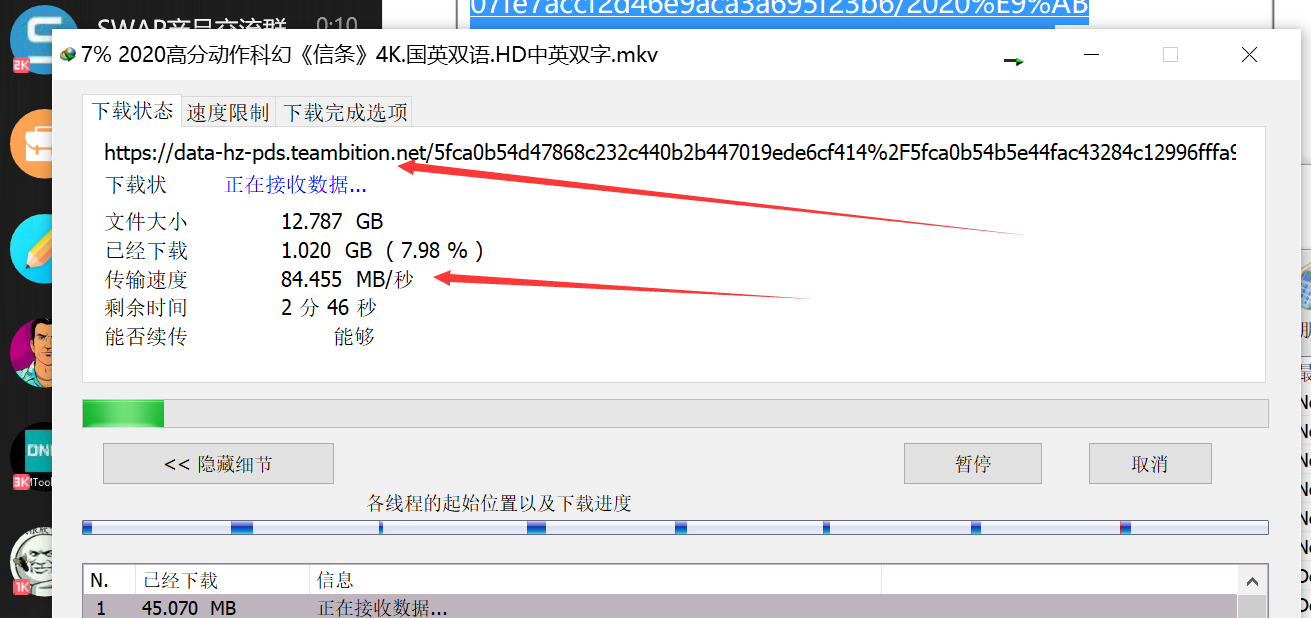 07fe7accf2d46e9aca3a695f23b6/2020%E9%AB
SWAP产品交流群 0:10
2K
7% 2020高分动作科幻《信条》4K.国英双语.HD中英双字.mkv
下载状态 速度限制 下载完成选项
https://data-hz-pds.teambition.net/5fca0b54d47868c232c440b2b447019ede6cf414%2F5fca0b54b5e44fac43284c12996fffa9
下载状 正在接收数据...
文件大小 12.787 GB
已经下载 1.020 GB ( 7.98 % )
传输速度 84.455 MB/秒
剩余时间 2 分 46 秒
能否续传 能够
<< 隐藏细节 暂停 取消
DN
3K
各线程的起始位置以及下载进度
1K
N. 已经下载 信息
1 45.070 MB 正在接收数据...